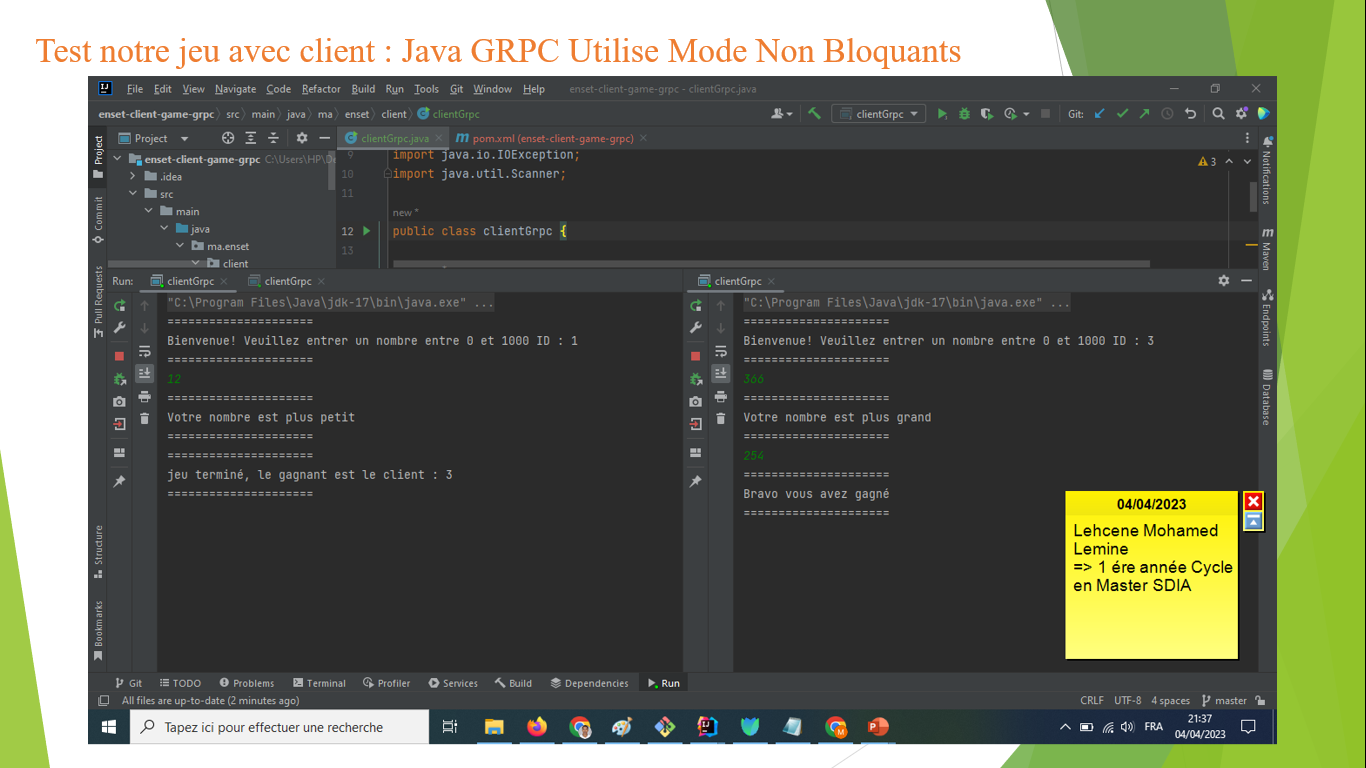 Test notre jeu avec client : Java GRPC Utilise Mode Non Bloquants
File Edit View Navigate Code Refactor Build Run Tools Git Window Help enset-client-game-grpc - clientGrpc.java
enset-client-game-grpc src main java ma enset client clientGrpc
clientGrpc Git:
Project
clientGrpc.java
pom.xml (enset-client-game-grpc)
enset-client-game-grpc C:\Users\HP\De
.idea
src
main
java
ma.enset
client
9 import java.io.IOException;
10 import java.util.Scanner;
11
new *
12 public class clientGrpc {
13
3
Project
Commit
Pull Requests
Structure
Bookmarks
Notifications
Maven
Endpoints
Database
Run: clientGrpc clientGrpc
"C:\Program Files\Java\jdk-17\bin\java.exe" ...
=====================
Bienvenue! Veuillez entrer un nombre entre 0 et 1000 ID : 1
=====================
12
=====================
Votre nombre est plus petit
=====================
=====================
jeu terminé, le gagnant est le client : 3
=====================
clientGrpc
"C:\Program Files\Java\jdk-17\bin\java.exe" ...
=====================
Bienvenue! Veuillez entrer un nombre entre 0 et 1000 ID : 3
=====================
366
=====================
Votre nombre est plus grand
=====================
254
=====================
Bravo vous avez gagné
=====================
04/04/2023
Lehcene Mohamed
Lemine
=> 1 ére année Cycle
en Master SDIA
Git TODO Problems Terminal Profiler Services Build Dependencies Run
All files are up-to-date (2 minutes ago)
CRLF UTF-8 4 spaces master
Tapez ici pour effectuer une recherche
FRA
21:37
04/04/2023